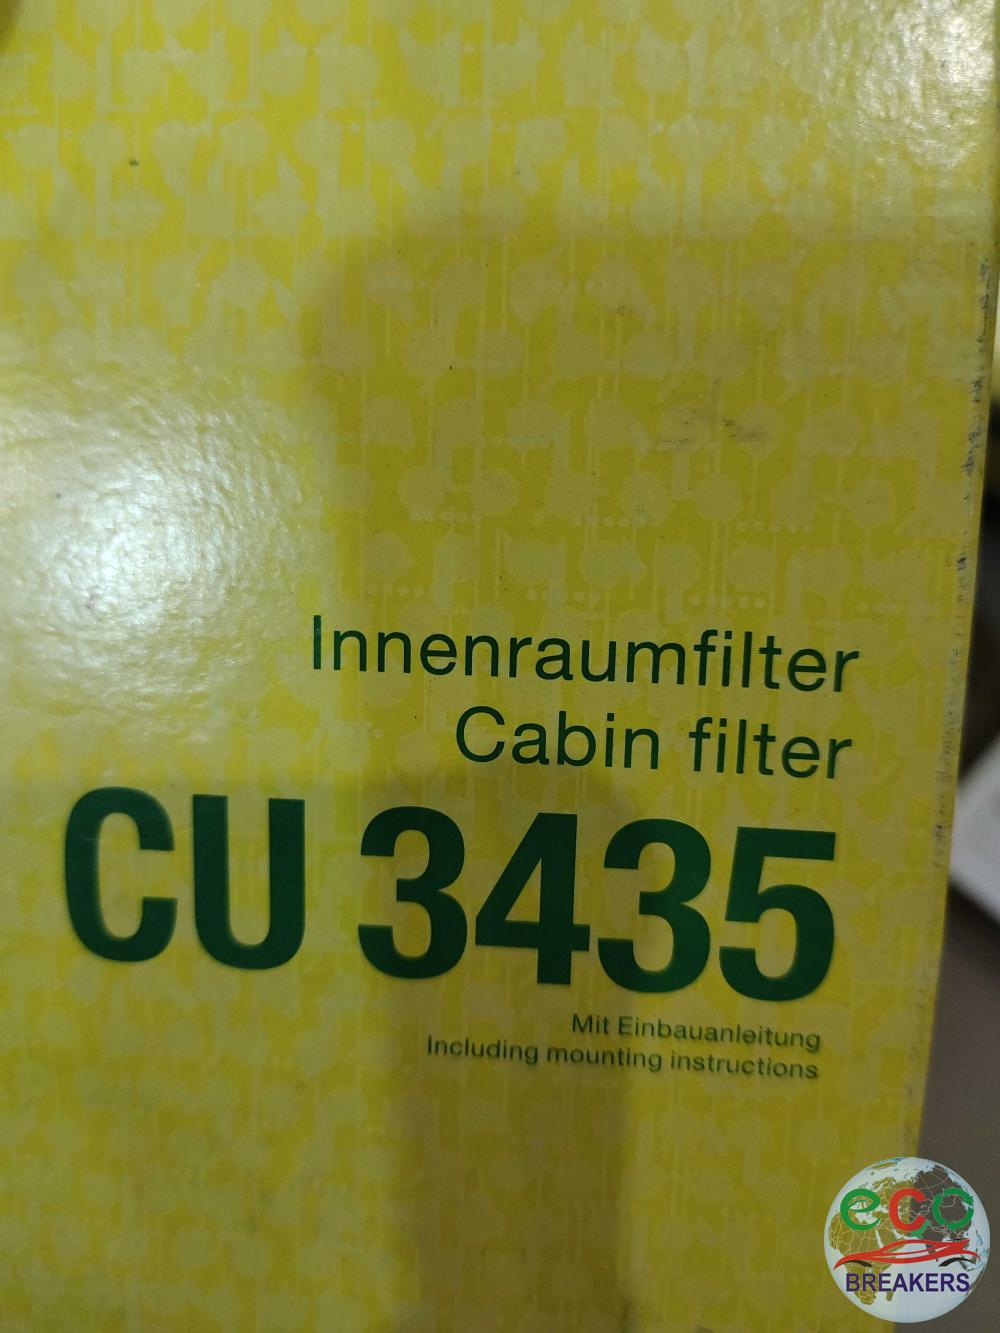 Innenraumfilter
Cabin filter
CU 3435
Mit Einbauanleitung
Including mounting instructions
eco
BREAKERS